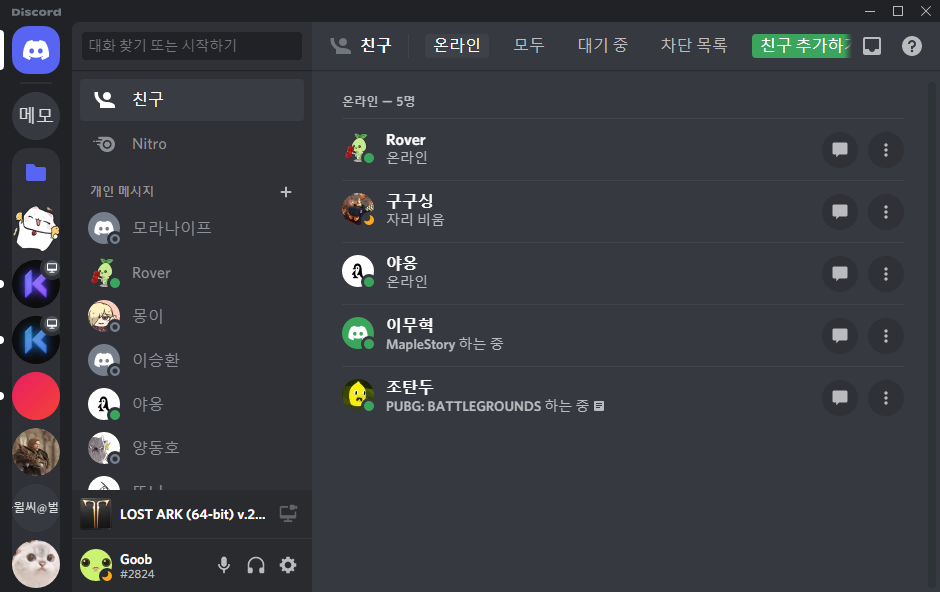 Discord
대화 찾기 또는 시작하기
친구
온라인
모두
대기 중
차단 목록
친구 추가하기
메모
윌씨@벌
친구
Nitro
개인 메시지
모라나이프
Rover
몽이
이승환
야옹
양동호
LOST ARK (64-bit) v.2...
Goob
#2824
온라인 — 5명
Rover
온라인
구구싱
자리 비움
야옹
온라인
이무혁
MapleStory 하는 중
조탄두
PUBG: BATTLEGROUNDS 하는 중